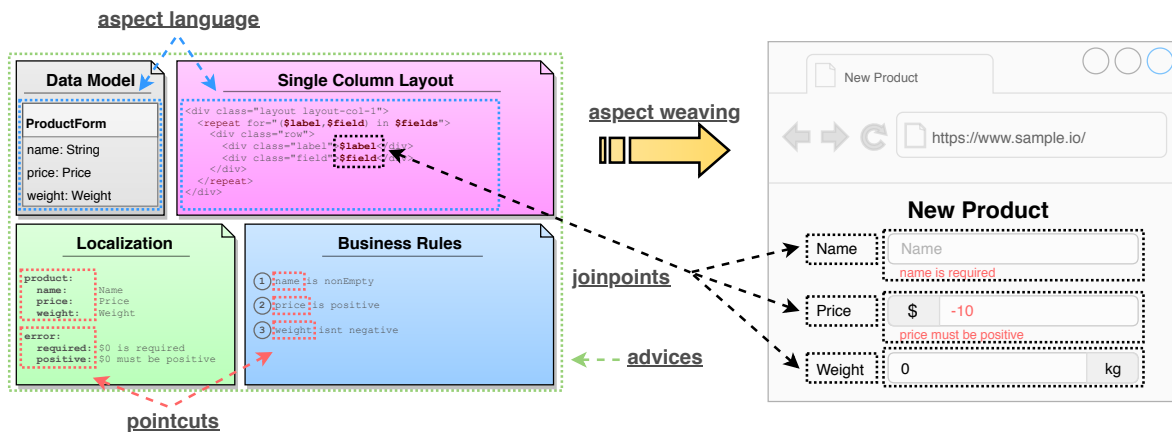 aspect language
Data Model
ProductForm
name: String
price: Price
weight: Weight
Single Column Layout
<div class="layout layout-col-1">
<repeat for="($label,$field) in $fields">
<div class="row">
<div class="label">$label</div>
<div class="field">$field</div>
</div>
</repeat>
</div>
Localization
product:
name: Name
price: Price
weight: Weight
error:
required: $0 is required
positive: $0 must be positive
Business Rules
1 name is nonEmpty
2 price is positive
3 weight isnt negative
pointcuts
aspect weaving
joinpoints
advices
New Product
https://www.sample.io/
New Product
Name
Name
name is required
Price
$
-10
price must be positive
Weight
0
kg